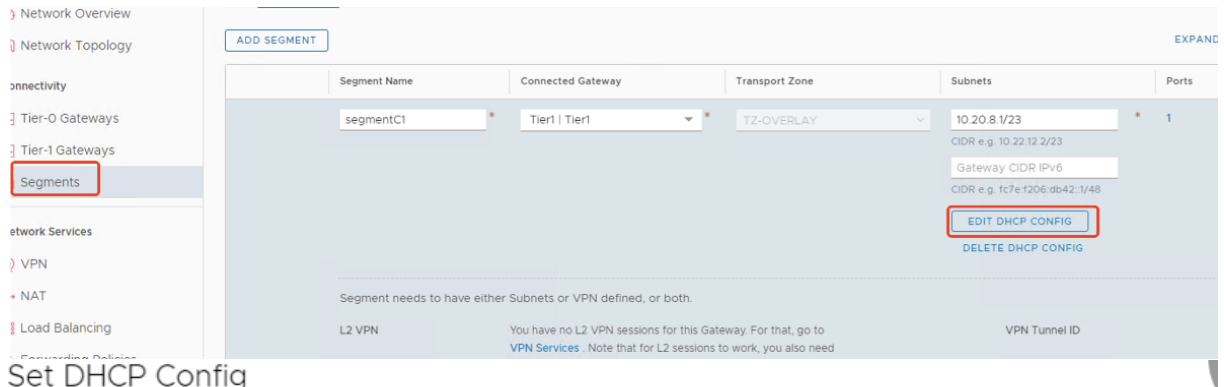 Network Overview
Network Topology
ADD SEGMENT
EXPAND
onnectivity
Segment Name Connected Gateway Transport Zone Subnets Ports
Tier-0 Gateways
segmentC1 * Tier1 | Tier1 * TZ-OVERLAY 10.20.8.1/23 * 1
CIDR e.g. 10.22.12.2/23
Tier-1 Gateways
Gateway CIDR IPv6
Segments
CIDR e.g. fc7e:f206:db42::1/48
EDIT DHCP CONFIG
etwork Services
DELETE DHCP CONFIG
VPN
NAT
Segment needs to have either Subnets or VPN defined, or both.
Load Balancing
L2 VPN You have no L2 VPN sessions for this Gateway. For that, go to VPN Tunnel ID
VPN Services . Note that for L2 sessions to work, you also need
Forwarding Policies
Set DHCP Config